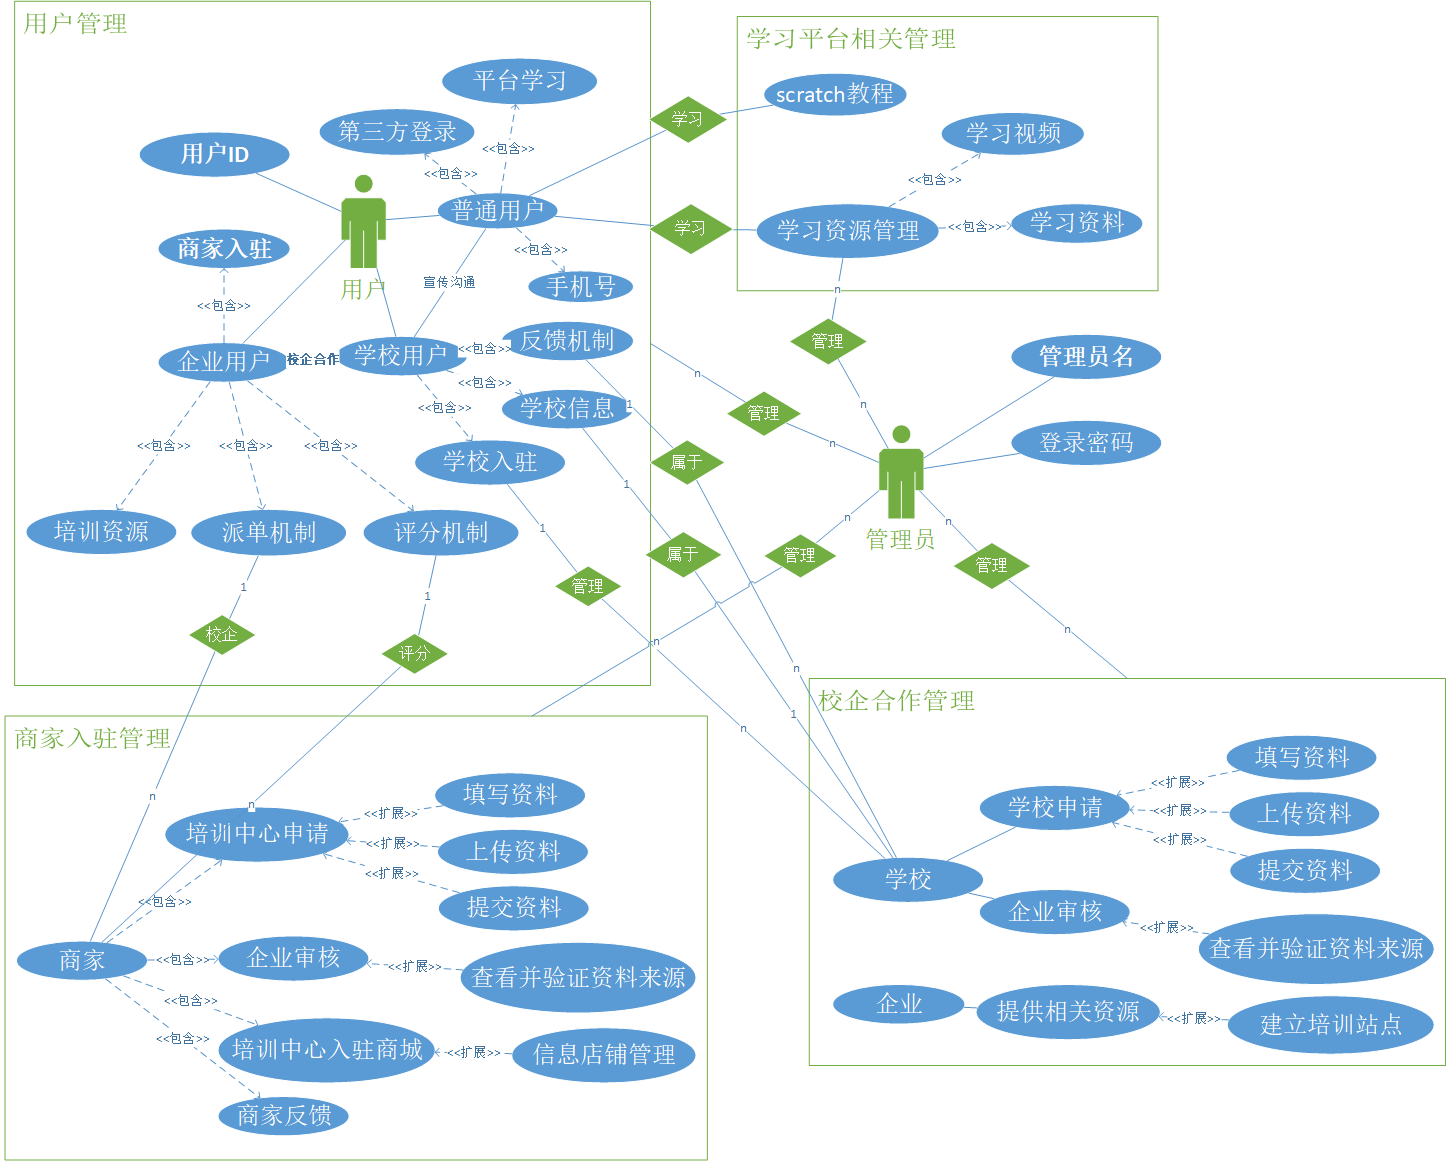 用户管理
平台学习
第三方登录
<<包含>>
<<包含>>
用户ID
普通用户
商家入驻
<<包含>>
用户
宣传沟通
<<包含>>
手机号
企业用户
校企合作
学校用户
<<包含>>
反馈机制
<<包含>>
学校信息
<<包含>>
学校入驻
<<包含>>
<<包含>>
<<包含>>
培训资源
派单机制
评分机制
1
校企
n
1
评分
n
1
管理
n
1
属于
n
1
属于
1
学习
学习
学习平台相关管理
scratch教程
学习视频
<<包含>>
学习资源管理
<<包含>>
学习资料
n
管理
n
n
管理
n
管理员名
登录密码
管理员
n
管理
n
n
管理
n
商家入驻管理
填写资料
<<扩展>>
培训中心申请
<<扩展>>
上传资料
<<扩展>>
提交资料
<<包含>>
商家
<<包含>>
企业审核
<<扩展>>
查看并验证资料来源
<<包含>>
培训中心入驻商城
<<扩展>>
信息店铺管理
<<包含>>
商家反馈
校企合作管理
填写资料
<<扩展>>
学校申请
<<扩展>>
上传资料
<<扩展>>
提交资料
学校
企业审核
<<扩展>>
查看并验证资料来源
企业
提供相关资源
<<扩展>>
建立培训站点